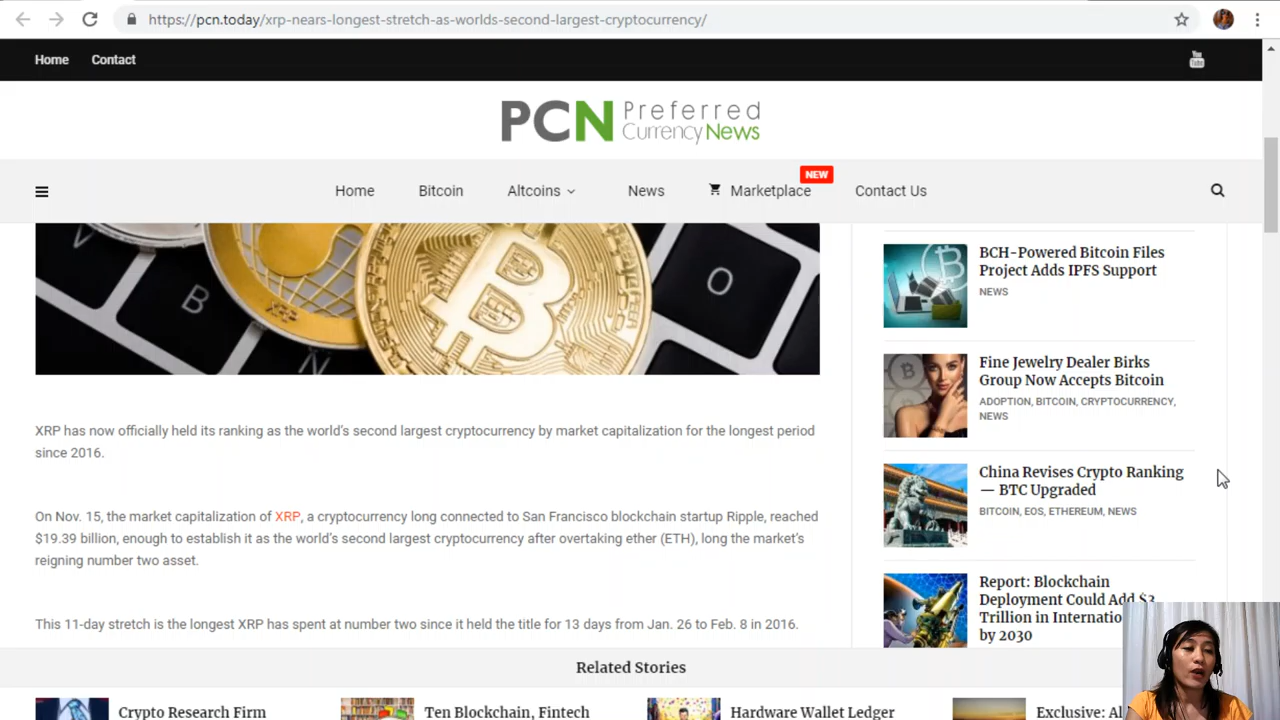 https://pcn.today/xrp-nears-longest-stretch-as-worlds-second-largest-cryptocurrency/
Home Contact
You Tube
PCN Preferred Currency News
Home Bitcoin Altcoins News Marketplace NEW Contact Us
BCH-Powered Bitcoin Files
Project Adds IPFS Support
NEWS
Fine Jewelry Dealer Birks
Group Now Accepts Bitcoin
ADOPTION, BITCOIN, CRYPTOCURRENCY,
NEWS
China Revises Crypto Ranking
— BTC Upgraded
BITCOIN, EOS, ETHEREUM, NEWS
Report: Blockchain
Deployment Could Add $3
Trillion in
by 2030
B
O
N
XRP has now officially held its ranking as the world's second largest cryptocurrency by market capitalization for the longest period
since 2016.
On Nov. 15, the market capitalization of XRP, a cryptocurrency long connected to San Francisco blockchain startup Ripple, reached
$19.39 billion, enough to establish it as the world's second largest cryptocurrency after overtaking ether (ETH), long the market's
reigning number two asset.
This 11-day stretch is the longest XRP has spent at number two since it held the title for 13 days from Jan. 26 to Feb. 8 in 2016.
Related Stories
Crypto Research Firm
Ten Blockchain, Fintech
Hardware Wallet Ledger
Exclusive: